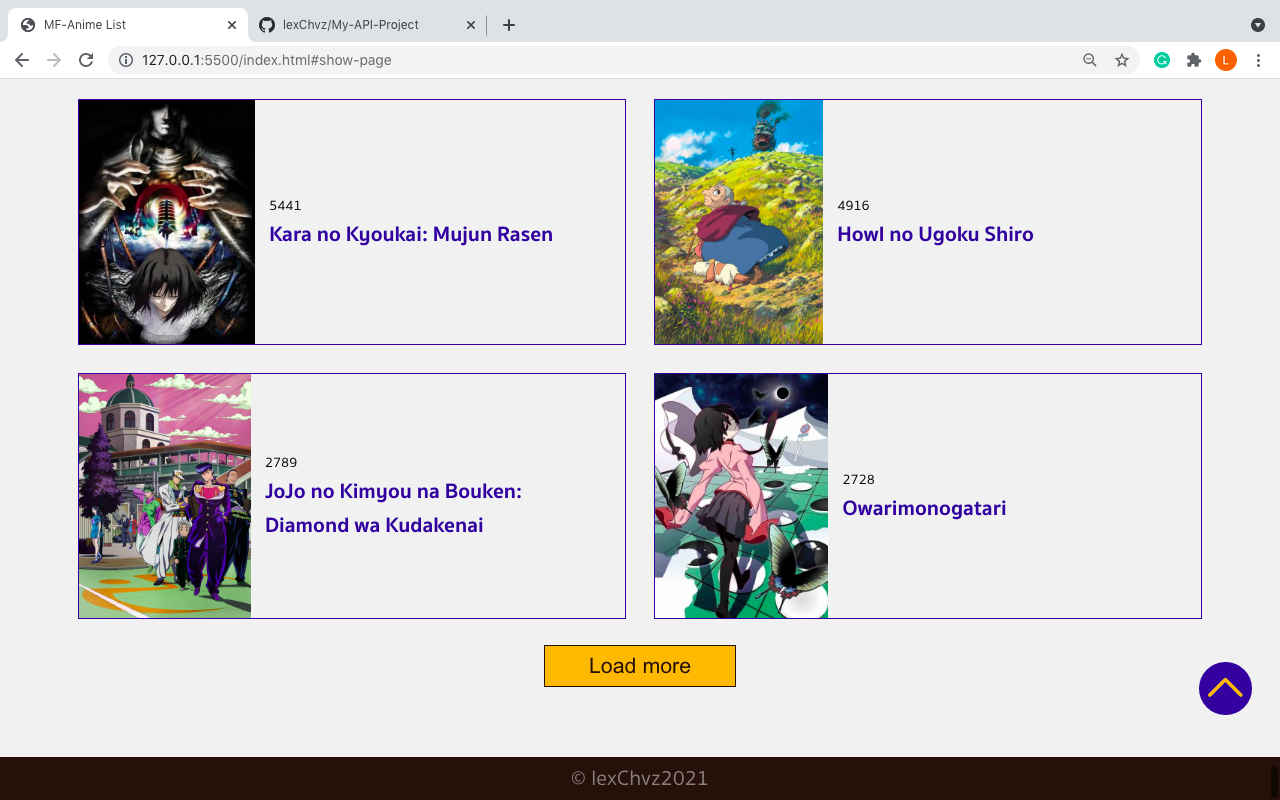 MF-Anime List
lexChvz/My-API-Project
127.0.0.1:5500/index.html#show-page
L
5441
Kara no Kyoukai: Mujun Rasen
4916
Howl no Ugoku Shiro
2789
JoJo no Kimyou na Bouken:
Diamond wa Kudakenai
2728
Owarimonogatari
Load more
© lexChvz2021